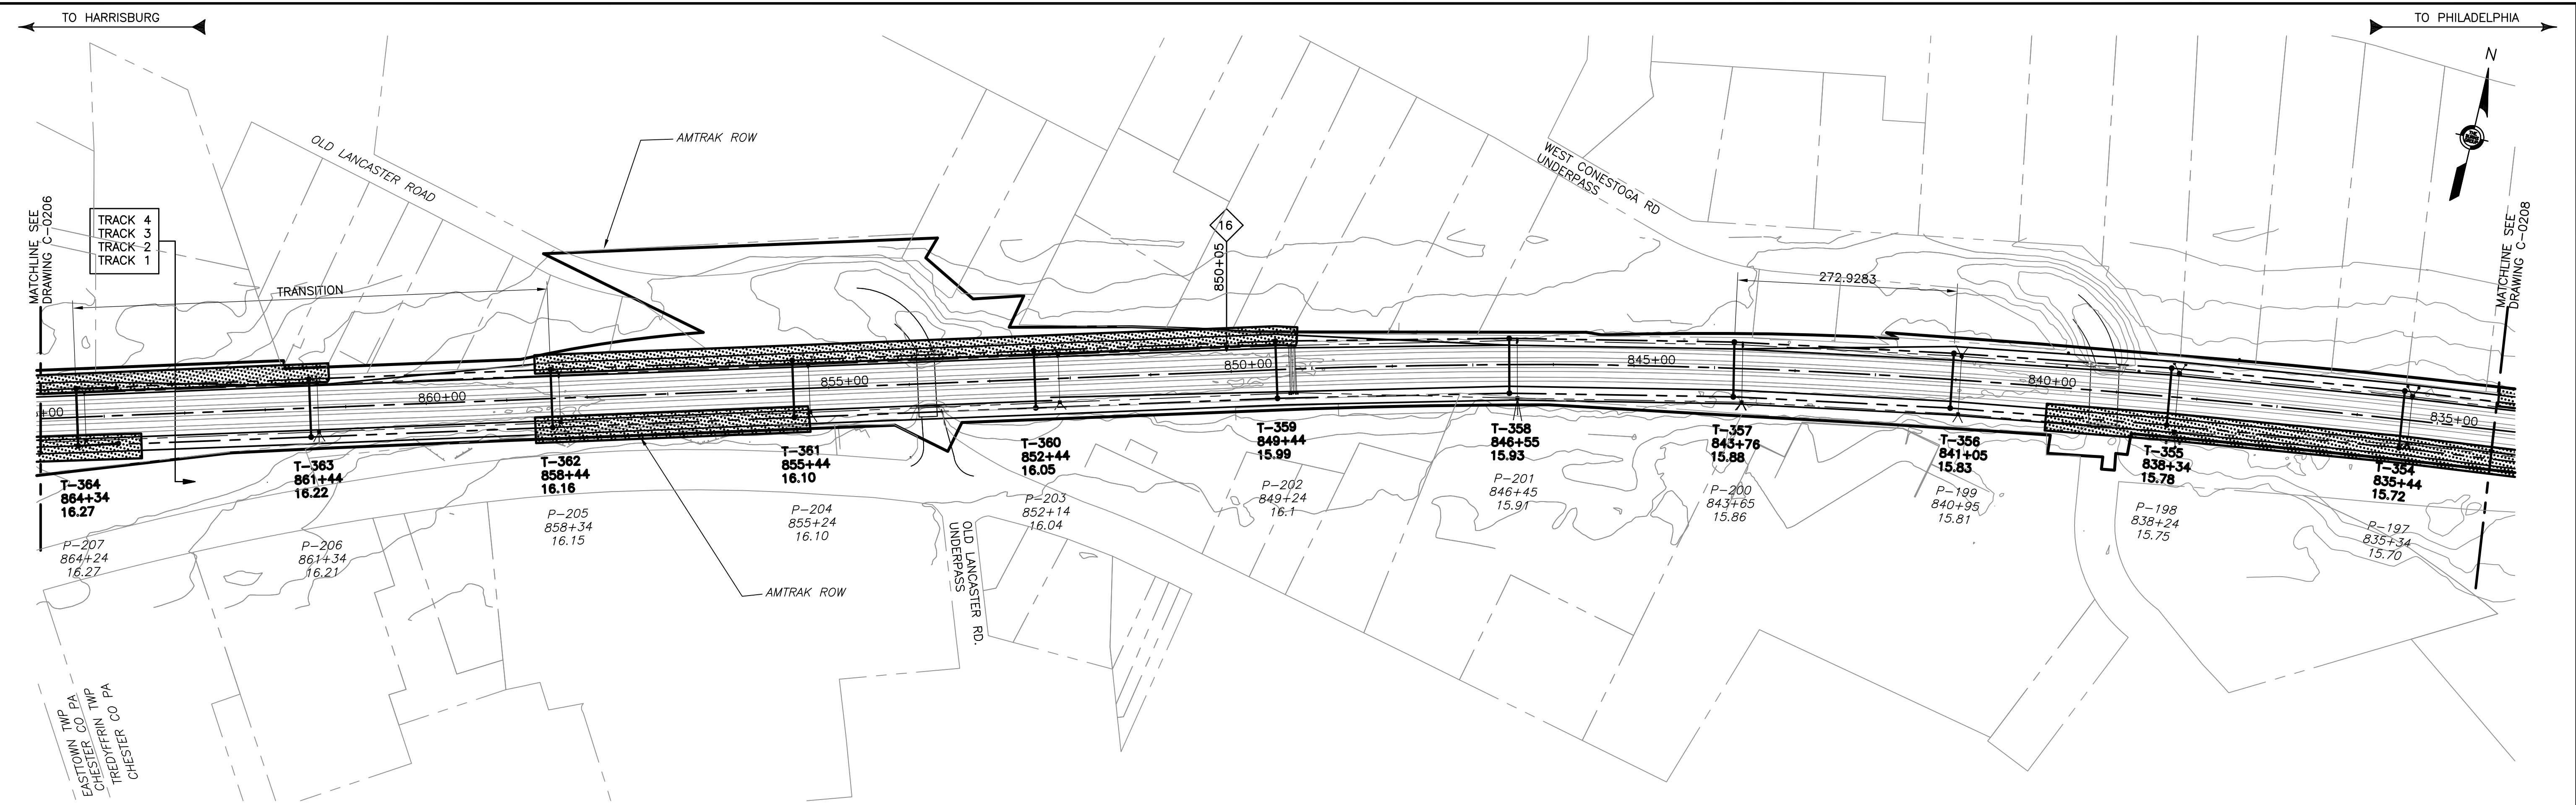 TO HARRISBURG
TO PHILADELPHIA
N
MATCHLINE SEE
DRAWING C-0206
TRACK 4
TRACK 3
TRACK 2
TRACK 1
TRANSITION
OLD LANCASTER ROAD
AMTRAK ROW
16
850+05
WEST CONESTOGA RD
UNDERPASS
272.9283
MATCHLINE SEE
DRAWING C-0208
+00
860+00
855+00
850+00
845+00
840+00
835+00
T-364
864+34
16.27
T-363
861+44
16.22
T-362
858+44
16.16
T-361
855+44
16.10
T-360
852+44
16.05
T-359
849+44
15.99
T-358
846+55
15.93
T-357
843+76
15.88
T-356
841+05
15.83
T-355
838+34
15.78
T-354
835+44
15.72
P-207
864+24
16.27
P-206
861+34
16.21
P-205
858+34
16.15
P-204
855+24
16.10
P-203
852+14
16.04
P-202
849+24
16.1
P-201
846+45
15.91
P-200
843+65
15.86
P-199
840+95
15.81
P-198
838+24
15.75
P-197
835+34
15.70
AMTRAK ROW
OLD LANCASTER RD.
UNDERPASS
EASTTOWN TWP
CHESTER CO PA
TREDYFFRIN TWP
CHESTER CO PA